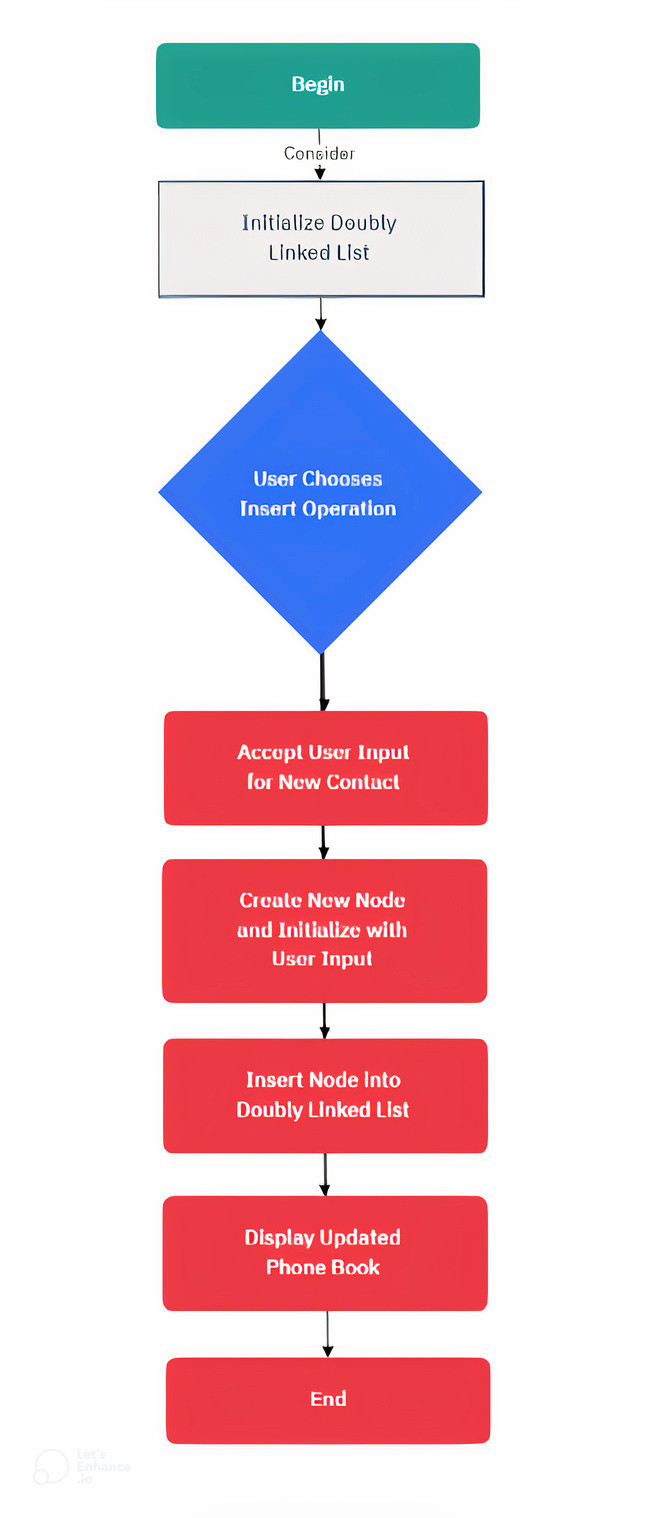 Begin
Consider
Initialize Doubly
Linked List
User Chooses
Insert Operation
Accept User Input
for New Contact
Create New Node
and Initialize with
User Input
Insert Node into
Doubly Linked List
Display Updated
Phone Book
End
Let's
Enhance
.io